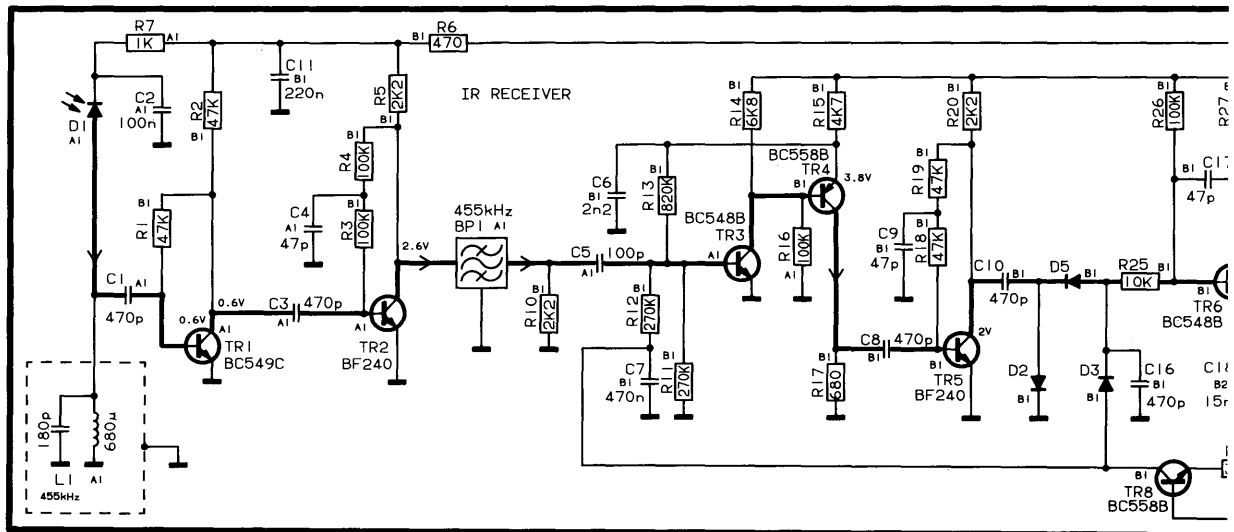 R7
1K
A1
R6
B1
470
C11
B1
220n
C2
A1
100n
D1
A1
R2
47K
B1
R5
2K2
B1
IR RECEIVER
R4
B1
100K
R3
100K
C4
A1
47p
R1
47K
C1
A1
470p
0.6V
0.6V
A1
TR1
BC549C
C3
470p
A1
A1
TR2
BF240
2.6V
455kHz
BP1 A1
180p
680µ
L1
A1
455kHz
R10
2K2
C5
100p
A1
C6
B1
2n2
R13
B1
820K
R12
B1
270K
R11
B1
270K
C7
B1
470n
R14
B1
6K8
R15
B1
4K7
BC558B
TR4
B1
3.8V
BC548B
TR3
A1
R16
100K
A1
C8
470p
B1
R17
B1
680
R20
B1
2K2
R19
B1
47K
R18
B1
47K
C9
B1
47p
2V
B1
TR5
BF240
C10
B1
470p
D5
B1
R25
10K
B1
R26
B1
100K
R27
B1
C17
B1
47p
TR6
BC548B
D2
B1
D3
B1
C16
B1
470p
C18
B2
B1
TR8
BC558B